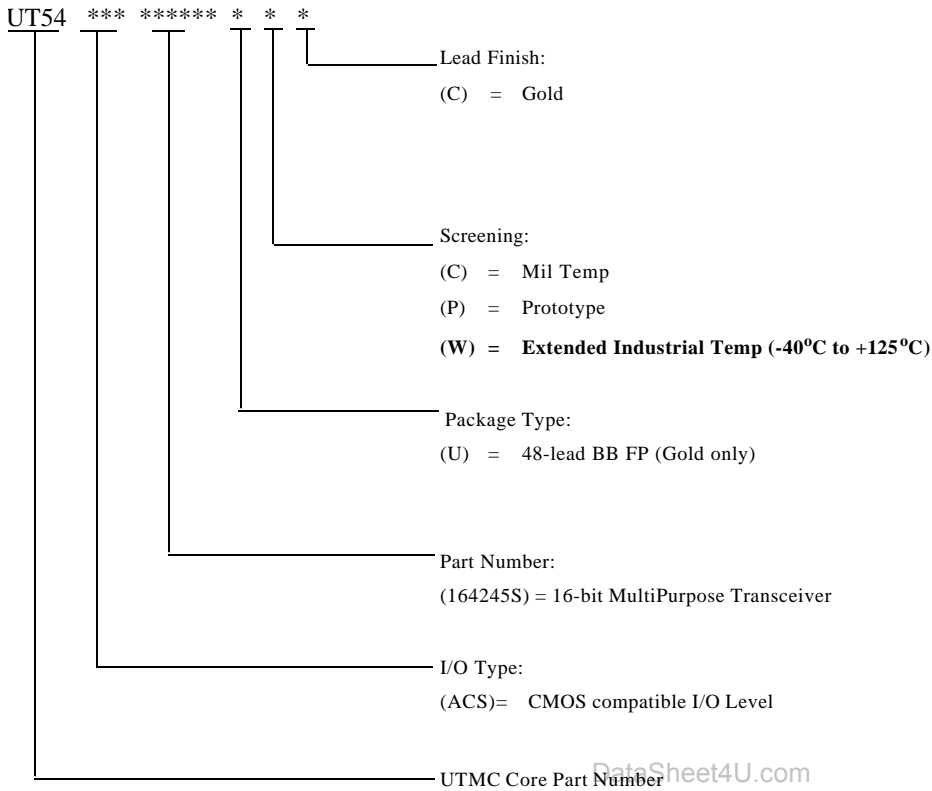 UT54 *** ****** * * *
Lead Finish:
(C) = Gold
Screening:
(C) = Mil Temp
(P) = Prototype
(W) = Extended Industrial Temp (-40oC to +125oC)
Package Type:
(U) = 48-lead BB FP (Gold only)
Part Number:
(164245S) = 16-bit MultiPurpose Transceiver
I/O Type:
(ACS)= CMOS compatible I/O Level
UTMC Core Part Number
DataSheet4U.com